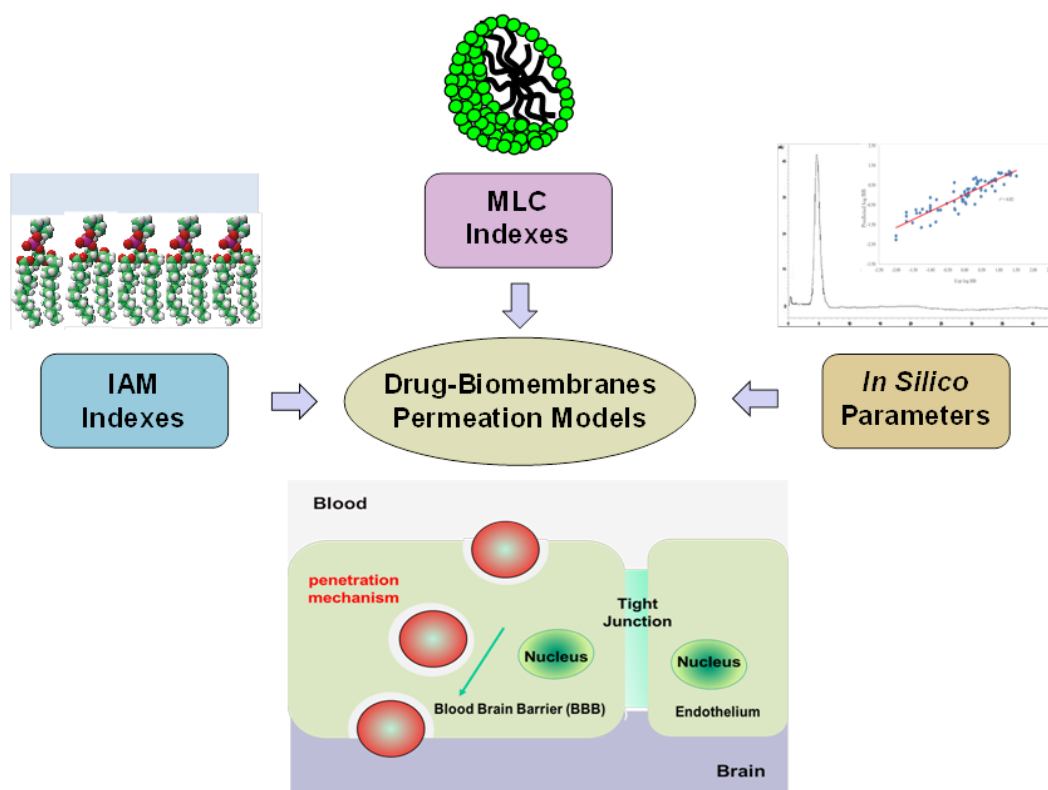 MLC
Indexes
IAM
Indexes
Drug-Biomembranes
Permeation Models
In Silico
Parameters
Blood
penetration
mechanism
Tight
Junction
Nucleus
Nucleus
Blood Brain Barrier (BBB)
Endothelium
Brain